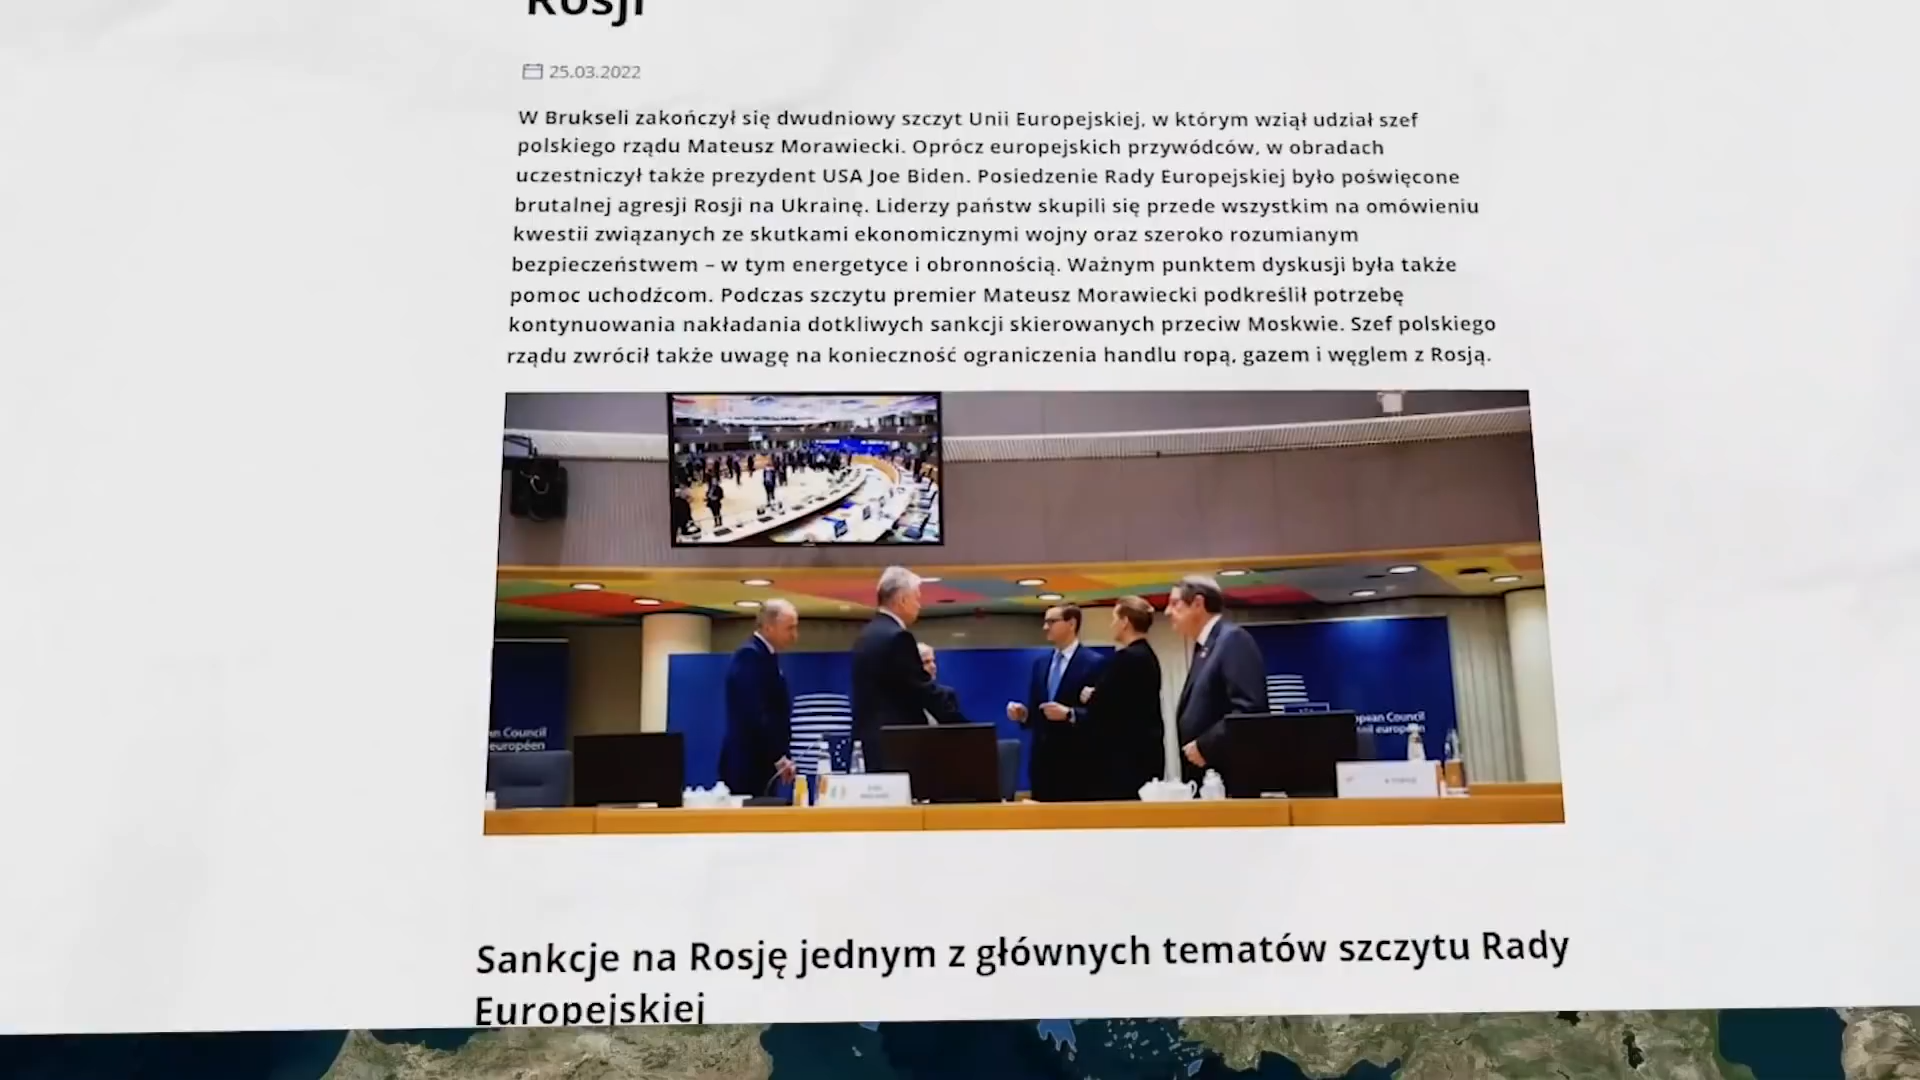 Rosji
25.03.2022
W Brukseli zakończył się dwudniowy szczyt Unii Europejskiej, w którym wziął udział szef
polskiego rządu Mateusz Morawiecki. Oprócz europejskich przywódców, w obradach
uczestniczył także prezydent USA Joe Biden. Posiedzenie Rady Europejskiej było poświęcone
brutalnej agresji Rosji na Ukrainę. Liderzy państw skupili się przede wszystkim na omówieniu
kwestii związanych ze skutkami ekonomicznymi wojny oraz szeroko rozumianym
bezpieczeństwem – w tym energetyce i obronnością. Ważnym punktem dyskusji była także
pomoc uchodźcom. Podczas szczytu premier Mateusz Morawiecki podkreślił potrzebę
kontynuowania nakładania dotkliwych sankcji skierowanych przeciw Moskwie. Szef polskiego
rządu zwrócił także uwagę na konieczność ograniczenia handlu ropą, gazem i węglem z Rosją.
n Council
européen
pean Council
seil européen
Sankcje na Rosję jednym z głównych tematów szczytu Rady
Europejskiej